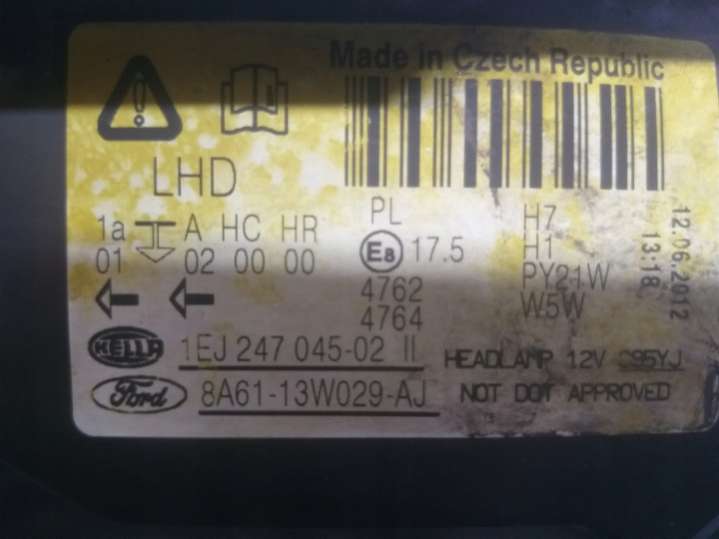 Made in Czech Republic
LHD
1a A HC HR
01 02 00 00
PL
E8 17.5
4762
4764
H7
H1
PY21W
W5W
12.06.2012
13:18
HELLA 1EJ 247 045-02 II
HEADLAMP 12V
Ford 8A61-13W029-AJ
NOT DOT APPROVED